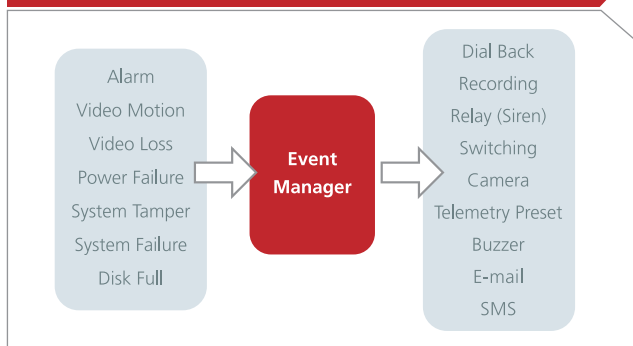 Alarm
Video Motion
Video Loss
Power Failure
System Tamper
System Failure
Disk Full
Event
Manager
Dial Back
Recording
Relay (Siren)
Switching
Camera
Telemetry Preset
Buzzer
E-mail
SMS